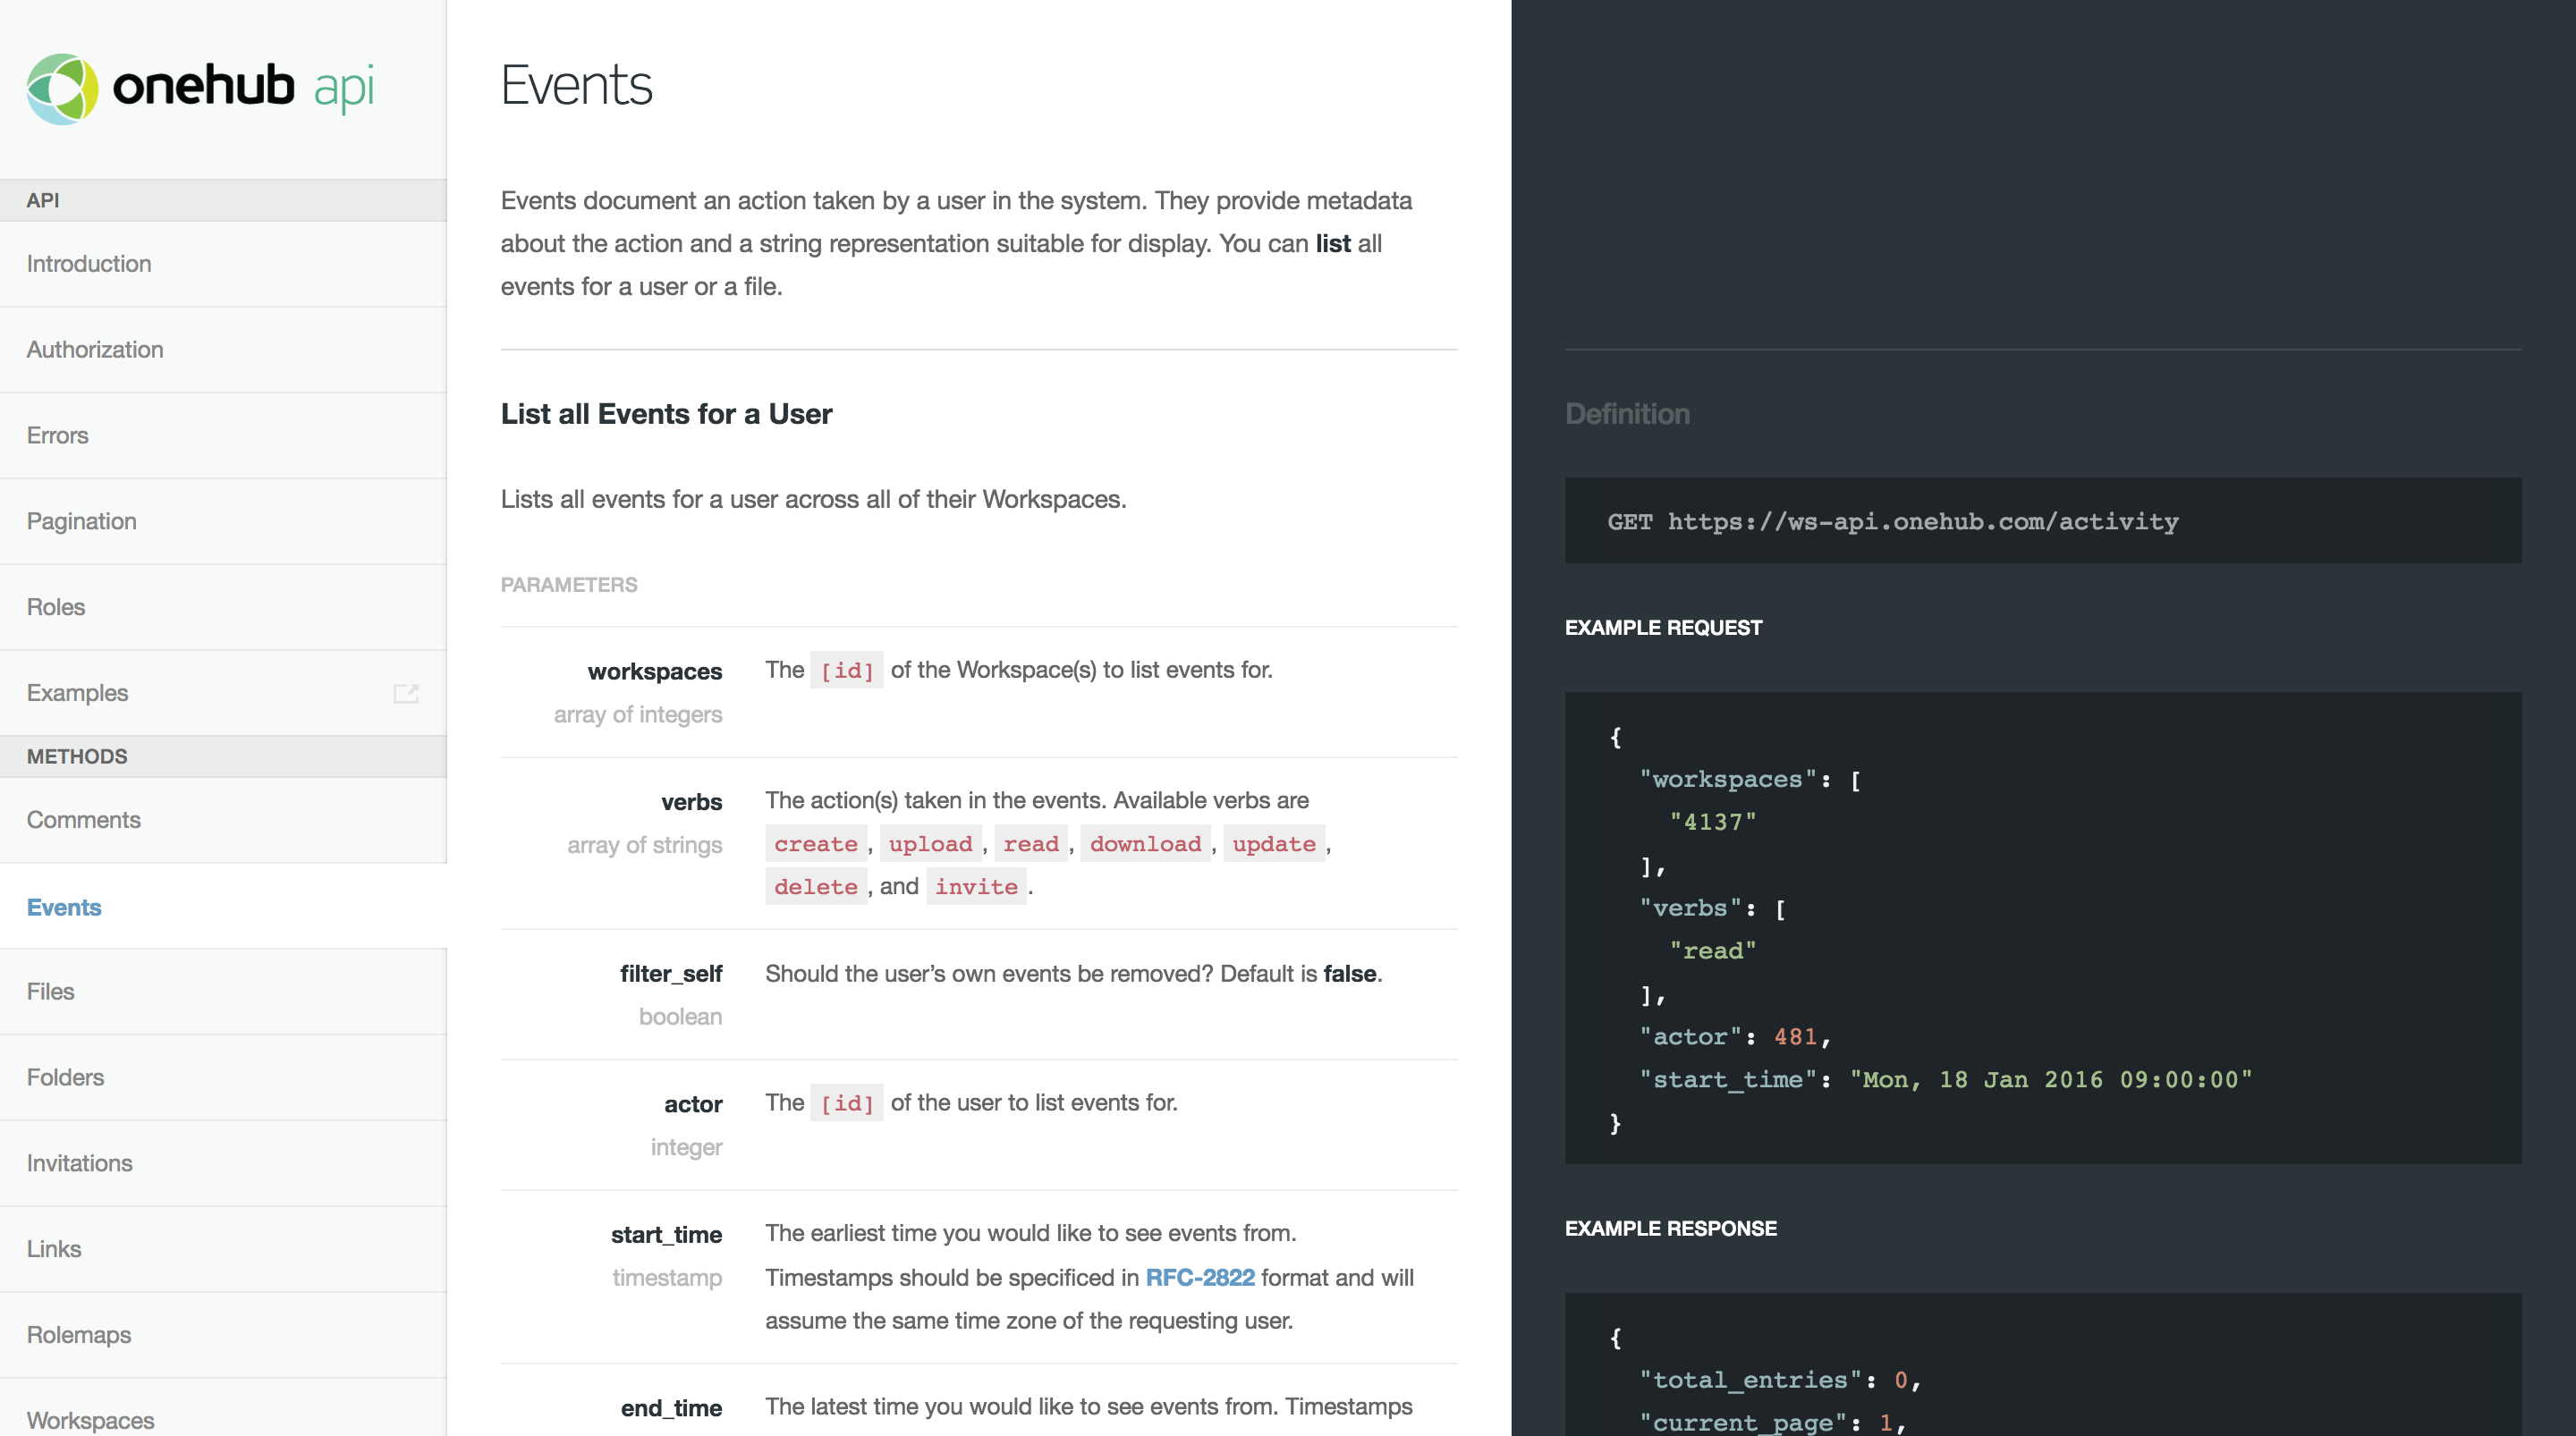 onehub api
API
Introduction
Authorization
Errors
Pagination
Roles
Examples
METHODS
Comments
Events
Files
Folders
Invitations
Links
Rolemaps
Workspaces
Events
Events document an action taken by a user in the system. They provide metadata
about the action and a string representation suitable for display. You can list all
events for a user or a file.
List all Events for a User
Lists all events for a user across all of their Workspaces.
PARAMETERS
workspaces
array of integers
The [id] of the Workspace(s) to list events for.
verbs
array of strings
The action(s) taken in the events. Available verbs are
create, upload, read, download, update,
delete, and invite.
filter_self
boolean
Should the user’s own events be removed? Default is false.
actor
integer
The [id] of the user to list events for.
start_time
timestamp
The earliest time you would like to see events from.
Timestamps should be specificed in RFC-2822 format and will
assume the same time zone of the requesting user.
end_time
The latest time you would like to see events from. Timestamps
Definition
GET https://ws-api.onehub.com/activity
EXAMPLE REQUEST
{
"workspaces": [
"4137"
],
"verbs": [
"read"
],
"actor": 481,
"start_time": "Mon, 18 Jan 2016 09:00:00"
}
EXAMPLE RESPONSE
{
"total_entries": 0,
"current_page": 1,